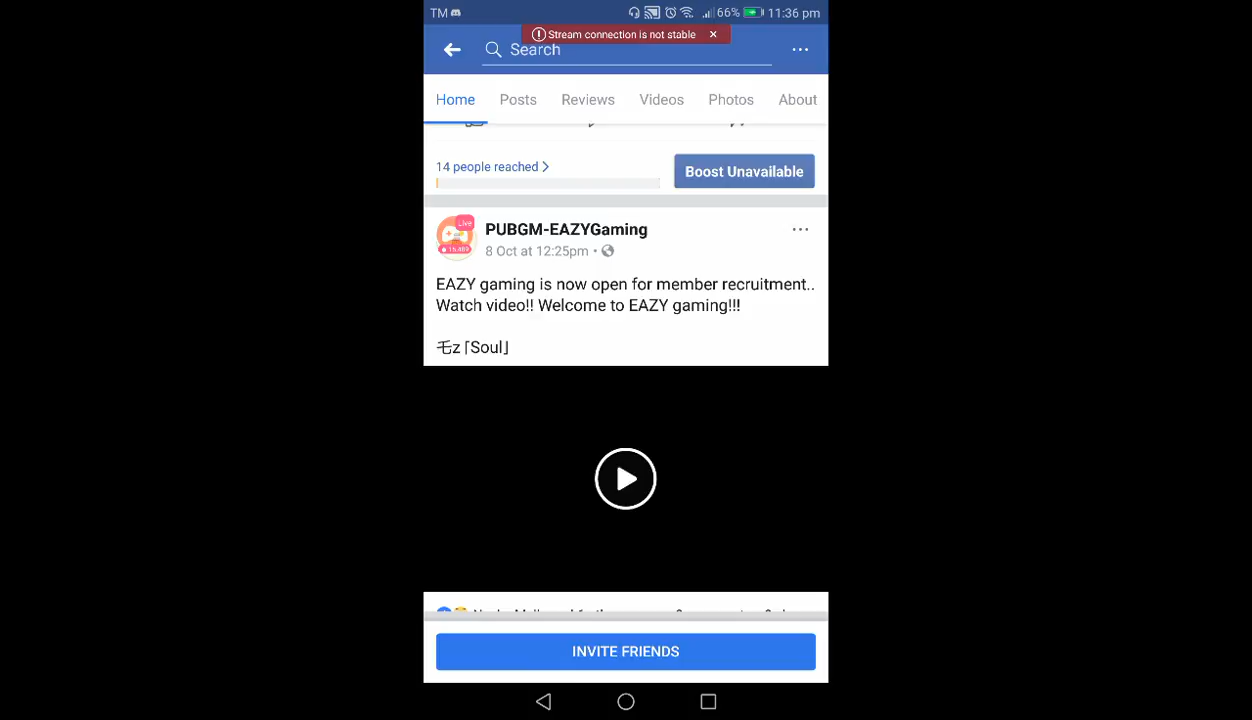 TM 66% 11:36 pm
Stream connection is not stable
Search
Home Posts Reviews Videos Photos About
14 people reached
Boost Unavailable
Live
PUBGM-EAZYGaming
8 Oct at 12:25pm •
EAZY gaming is now open for member recruitment..
Watch video!! Welcome to EAZY gaming!!!
毛z「Soul」
INVITE FRIENDS